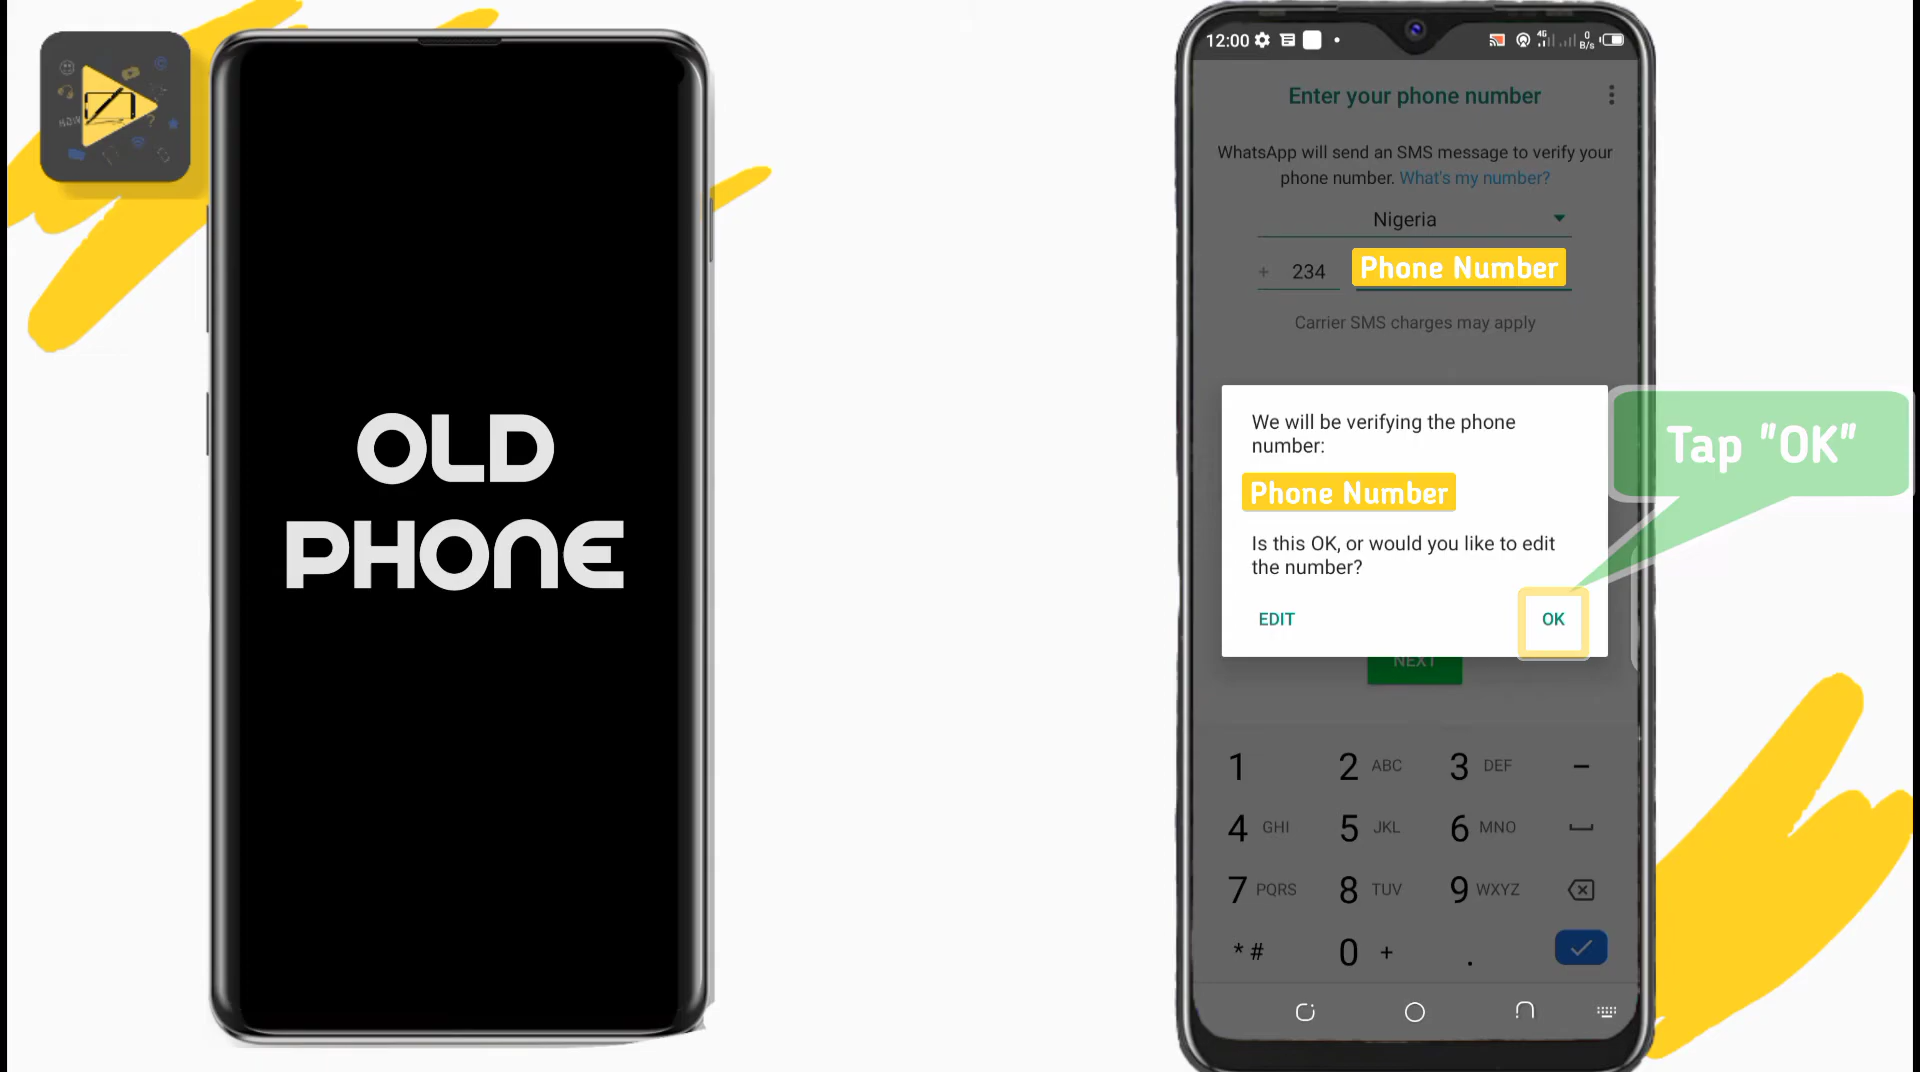 OLD
PHONE
12:00
4G
0
B/s
Enter your phone number
WhatsApp will send an SMS message to verify your
phone number. What's my number?
Nigeria
+ 234 Phone Number
Carrier SMS charges may apply
We will be verifying the phone
number:
Phone Number
Is this OK, or would you like to edit
the number?
EDIT OK
Tap "OK"
NEXT
1 2 ABC 3 DEF –
4 GHI 5 JKL 6 MNO
7 PQRS 8 TUV 9 WXYZ
* # 0 + .